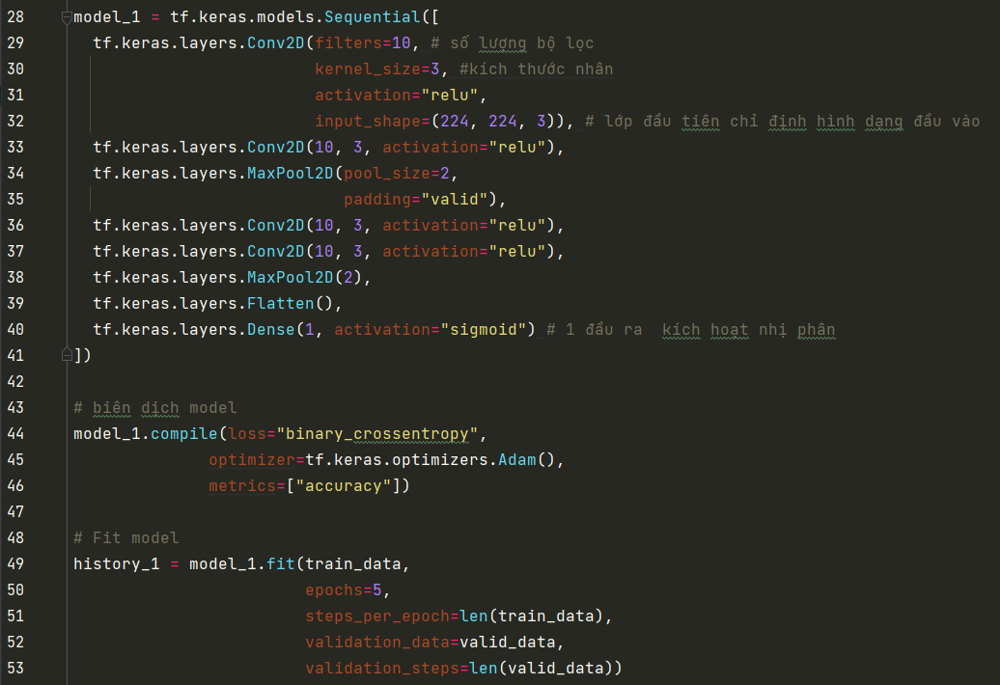 28 model_1 = tf.keras.models.Sequential([
29 tf.keras.layers.Conv2D(filters=10, # số lượng bộ lọc
30 kernel_size=3, #kích thước nhân
31 activation="relu",
32 input_shape=(224, 224, 3)), # lớp đầu tiên chỉ định hình dạng đầu vào
33 tf.keras.layers.Conv2D(10, 3, activation="relu"),
34 tf.keras.layers.MaxPool2D(pool_size=2,
35 padding="valid"),
36 tf.keras.layers.Conv2D(10, 3, activation="relu"),
37 tf.keras.layers.Conv2D(10, 3, activation="relu"),
38 tf.keras.layers.MaxPool2D(2),
39 tf.keras.layers.Flatten(),
40 tf.keras.layers.Dense(1, activation="sigmoid") # 1 đầu ra  kích hoạt nhị phân
41 ])
42
43 # biên dịch model
44 model_1.compile(loss="binary_crossentropy",
45 optimizer=tf.keras.optimizers.Adam(),
46 metrics=["accuracy"])
47
48 # Fit model
49 history_1 = model_1.fit(train_data,
50 epochs=5,
51 steps_per_epoch=len(train_data),
52 validation_data=valid_data,
53 validation_steps=len(valid_data))